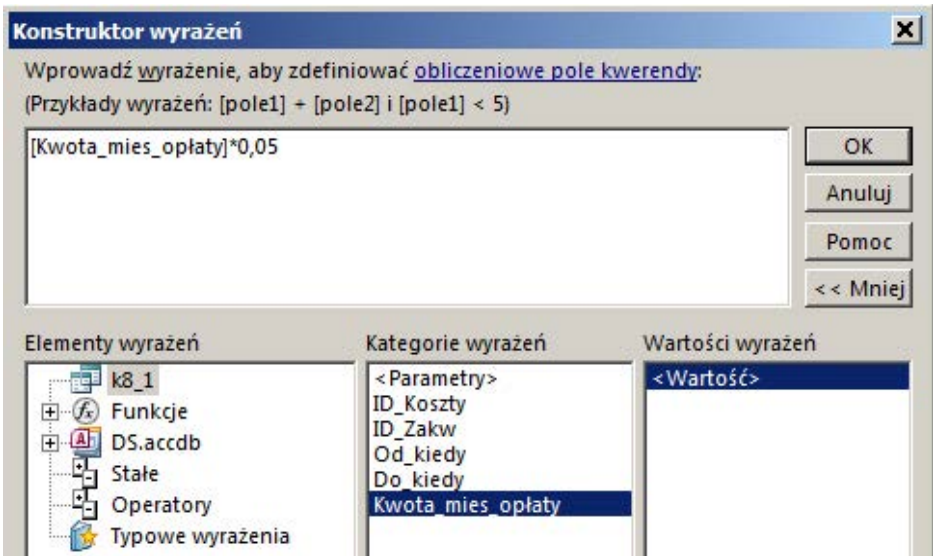 Konstruktor wyrażeń
Wprowadź wyrażenie, aby zdefiniować obliczeniowe pole kwerendy:
(Przykłady wyrażeń: [pole1] + [pole2] i [pole1] < 5)
[Kwota_mies_opłaty]*0,05
OK
Anuluj
Pomoc
<< Mniej
Elementy wyrażeń
k8_1
Funkcje
DS.accdb
Stałe
Operatory
Typowe wyrażenia
Kategorie wyrażeń
<Parametry>
ID_Koszty
ID_Zakw
Od_kiedy
Do_kiedy
Kwota_mies_opłaty
Wartości wyrażeń
<Wartość>